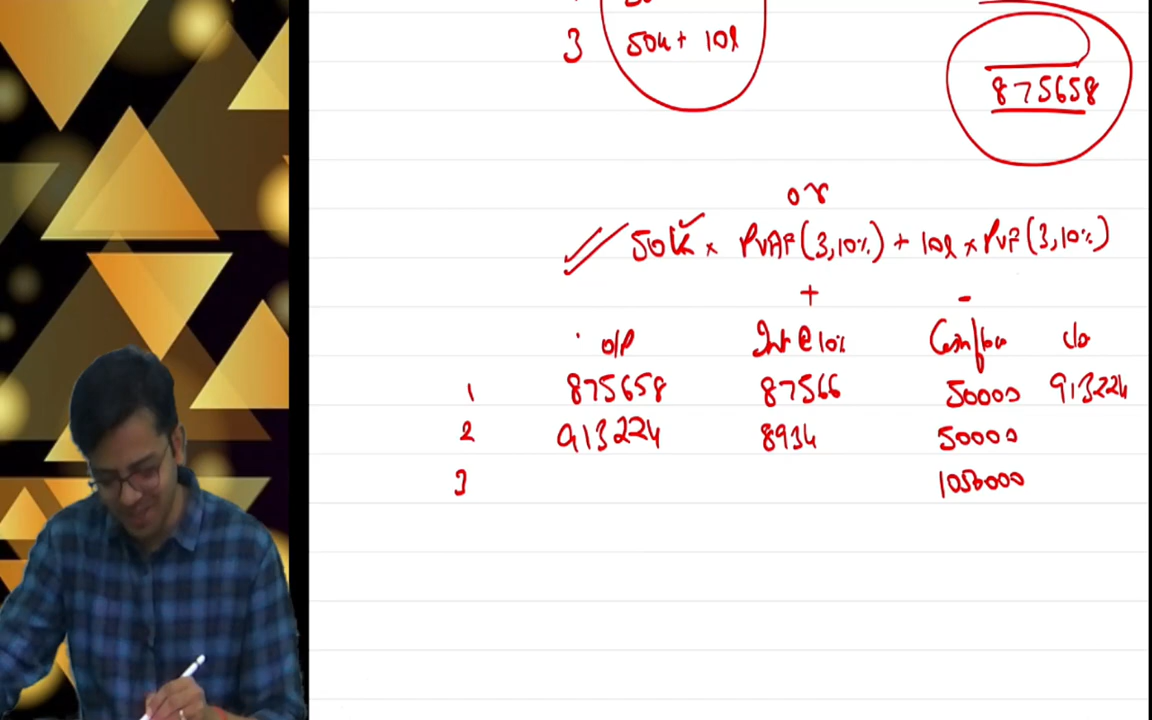 3 50k + 10l
875658
or
50k × PVAF (3,10%) + 10l × PVF (3,10%)
+ -
o/p Int @ 10% Cashflow clo
1 875658 87566 50000 913224
2 913224 8934 50000
3 1050000